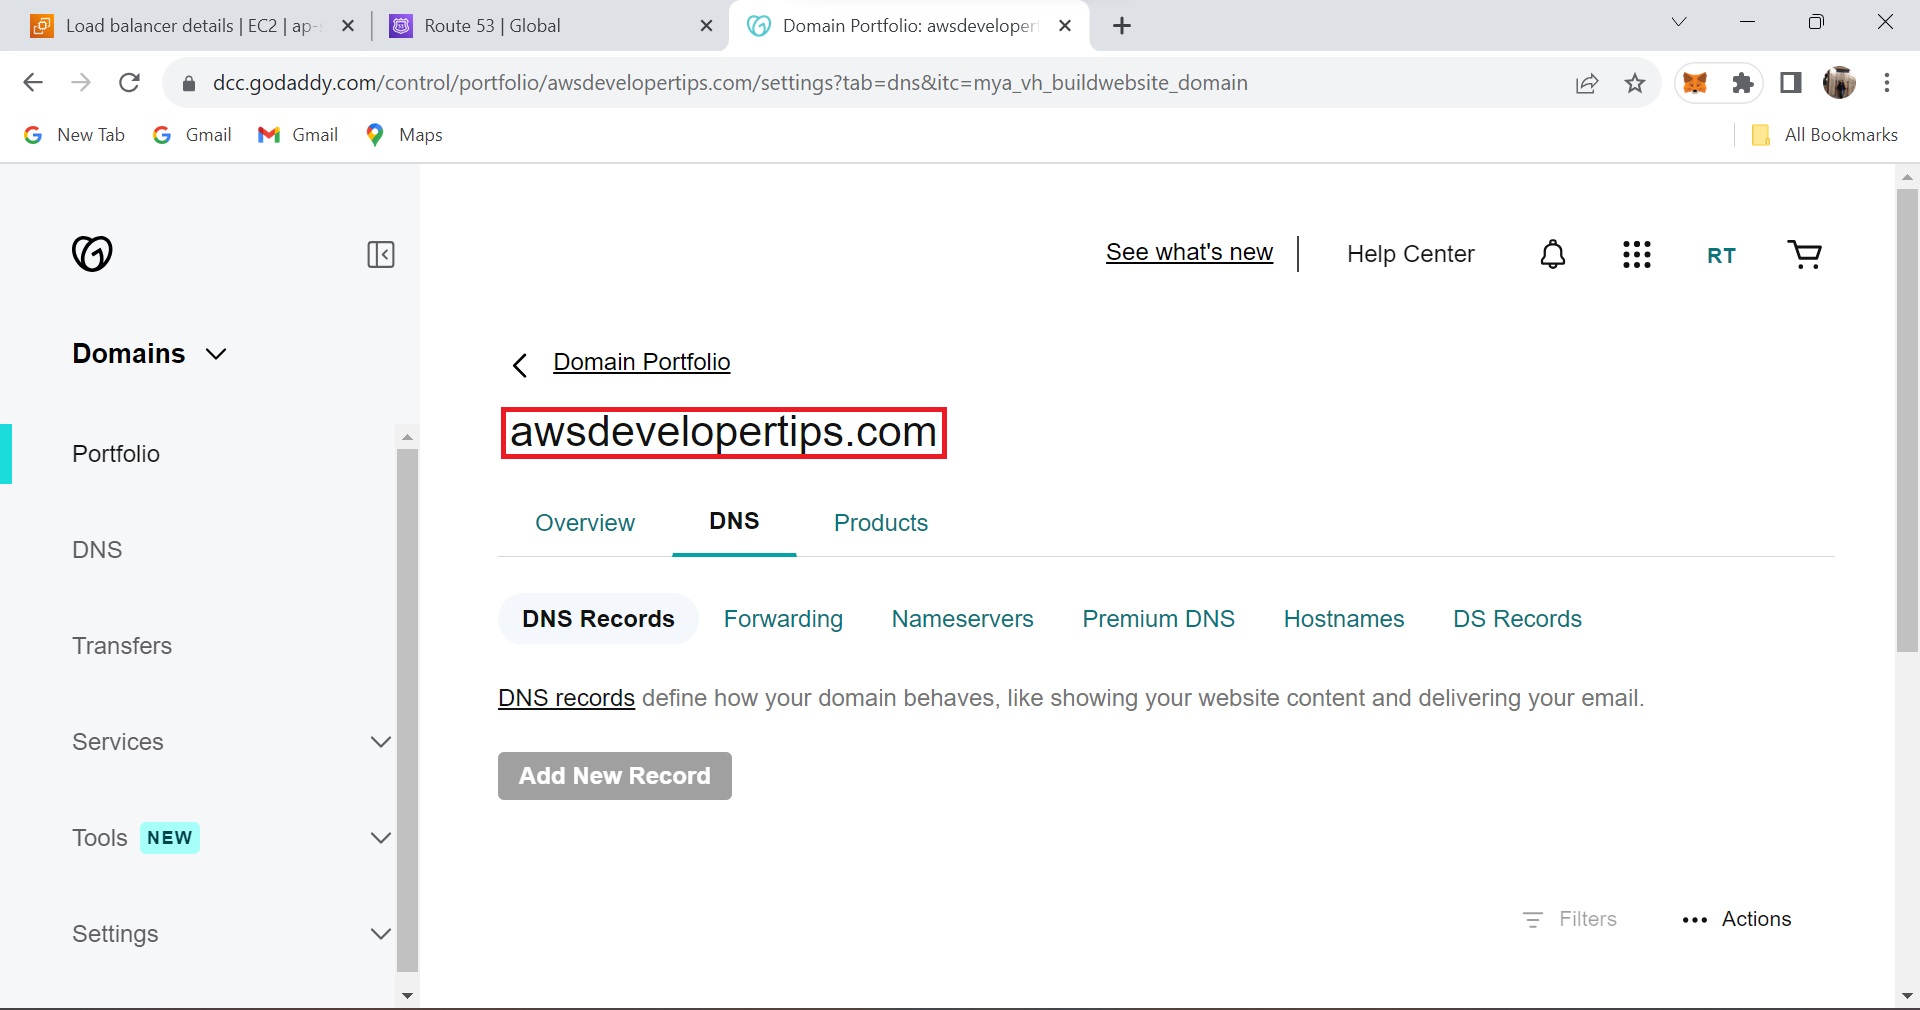 Load balancer details | EC2 | ap-s
Route 53 | Global
Domain Portfolio: awsdeveloper
dcc.godaddy.com/control/portfolio/awsdevelopertips.com/settings?tab=dns&itc=mya_vh_buildwebsite_domain
New Tab
Gmail
Gmail
Maps
All Bookmarks
See what's new
Help Center
RT
Domains
Domain Portfolio
awsdevelopertips.com
Portfolio
Overview
DNS
Products
DNS
DNS Records
Forwarding
Nameservers
Premium DNS
Hostnames
DS Records
Transfers
DNS records define how your domain behaves, like showing your website content and delivering your email.
Services
Add New Record
Tools NEW
Filters
Actions
Settings